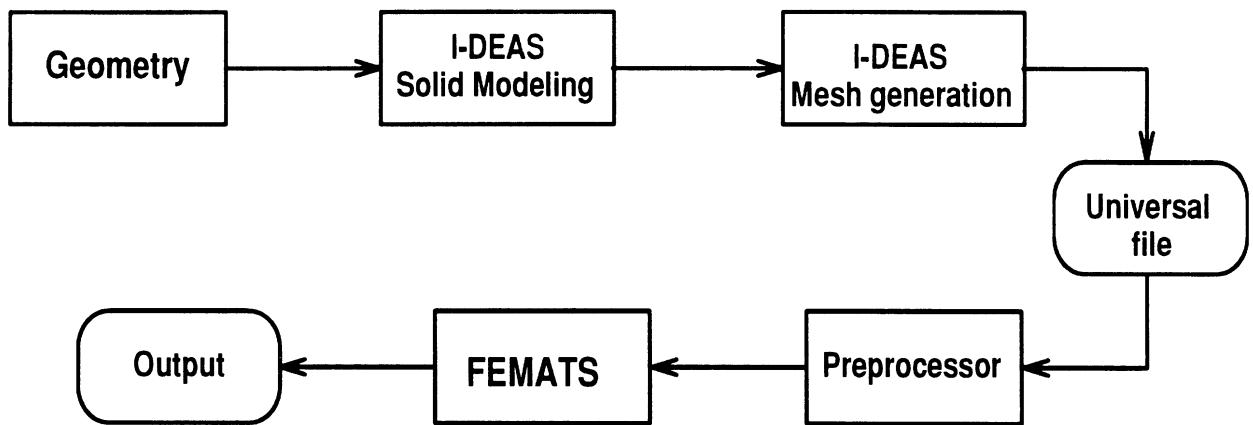 Geometry
I-DEAS
Solid Modeling
I-DEAS
Mesh generation
Universal
file
Preprocessor
FEMATS
Output